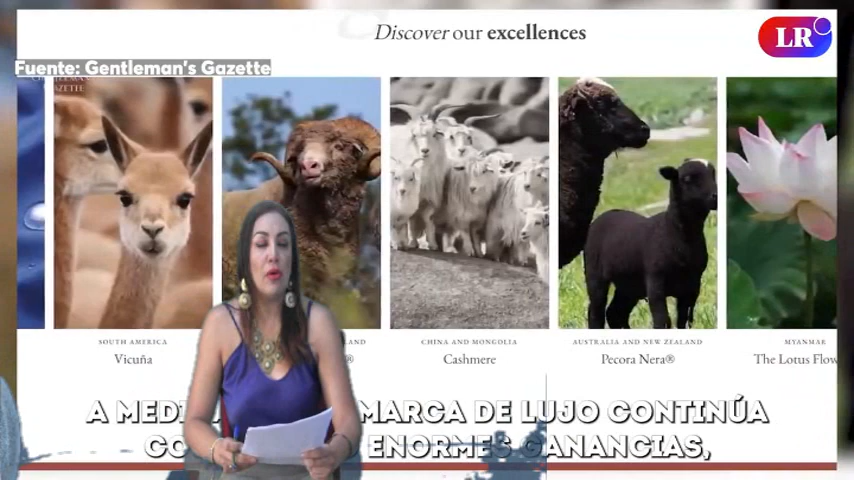 Discover our excellences
LR
Fuente: Gentleman's Gazette
GAZETTE
SOUTH AMERICA
Vicuña
CHINA AND MONGOLIA
Cashmere
AUSTRALIA AND NEW ZEALAND
Pecora Nera®
MYANMAR
The Lotus Flow
MARCA DE LUJO CONTINÚA
ENORMES GANANCIAS,